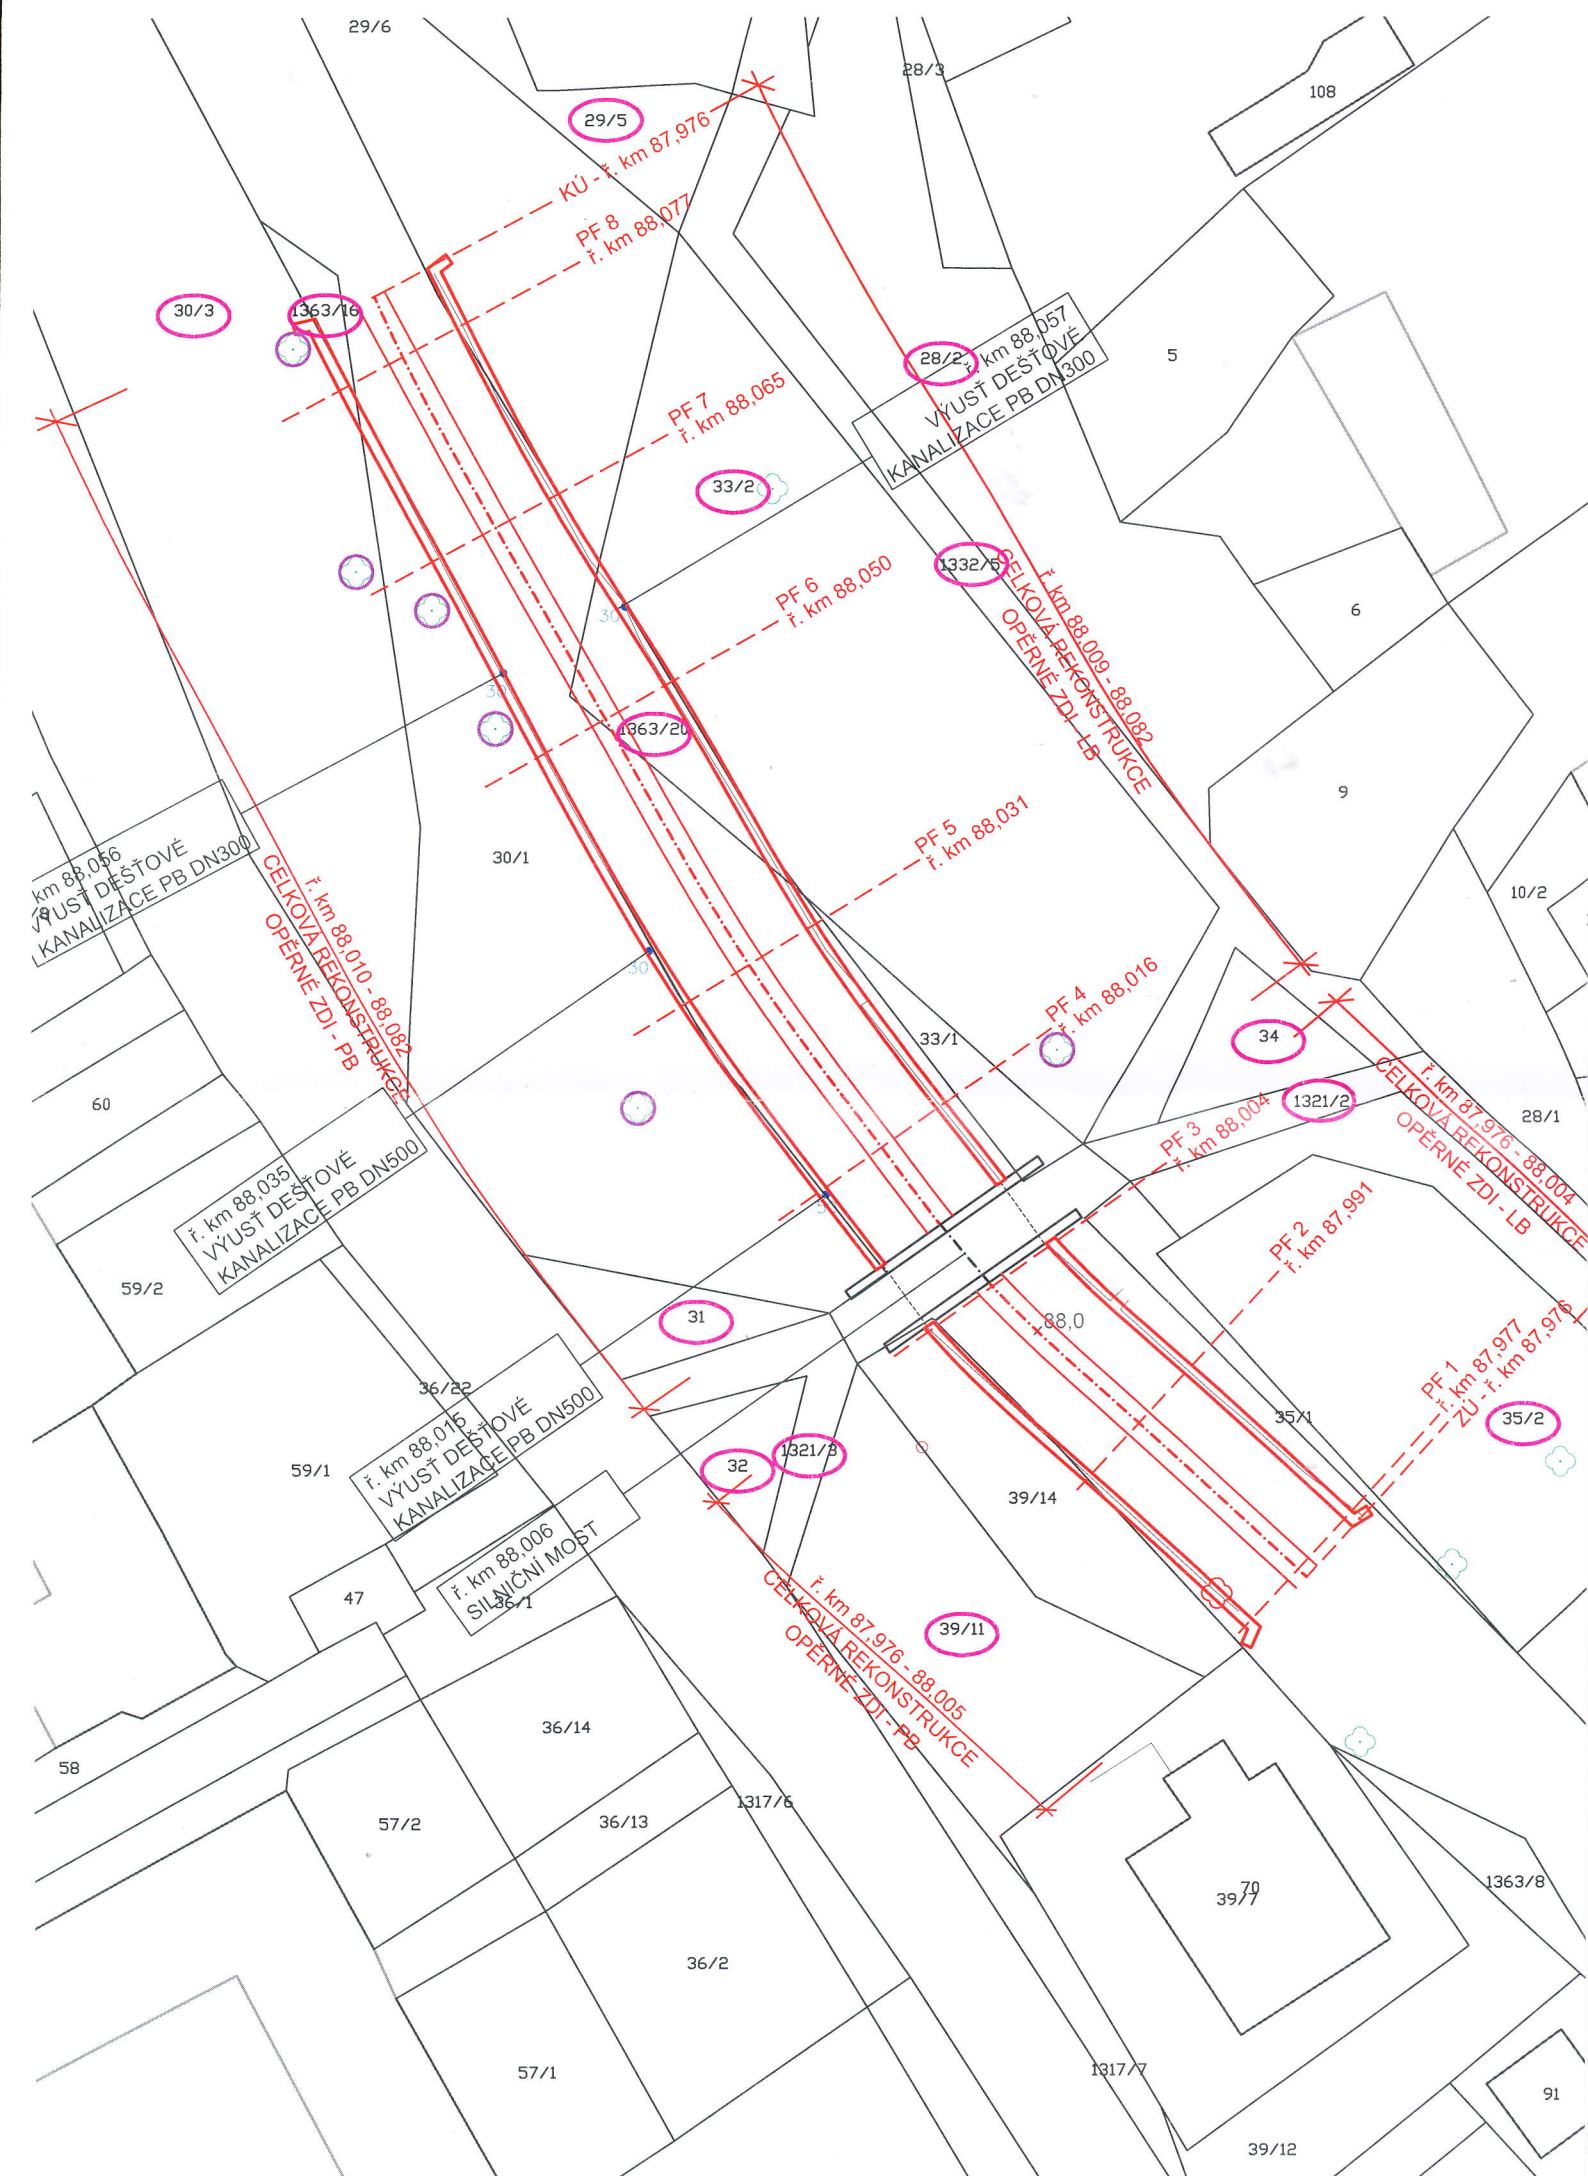 29/6
28/3
108
29/5
KÚ - ř. km 87,976
PF 8
ř. km 88,077
30/3
1363/16
28/2
ř. km 88,057
VÝUSŤ DEŠŤOVÉ
KANALIZACE PB DN300
5
PF 7
ř. km 88,065
33/2
1332/5
PF 6
ř. km 88,050
30
6
30
ř. km 88,009 - 88,082
CELKOVÁ REKONSTRUKCE
OPĚRNÉ ZDI - LB
1363/20
9
PF 5
ř. km 88,031
30/1
km 88,056
VÝUSŤ DEŠŤOVÉ
KANALIZACE PB DN300
10/2
ř. km 88,010 - 88,082
CELKOVÁ REKONSTRUKCE
OPĚRNÉ ZDI - PB
30
PF 4
ř. km 88,016
33/1
34
60
1321/2
28/1
PF 3
ř. km 88,004
ř. km 87,976 - 88,004
CELKOVÁ REKONSTRUKCE
OPĚRNÉ ZDI - LB
ř. km 88,035
VÝUSŤ DEŠŤOVÉ
KANALIZACE PB DN500
59/2
PF 2
ř. km 87,991
31
88,0
PF 1
ř. km 87,977
ZÚ - ř. km 87,976
36/22
35/1
35/2
ř. km 88,015
VÝUSŤ DEŠŤOVÉ
KANALIZACE PB DN500
59/1
32
1321/3
39/14
ř. km 88,006
SILNIČNÍ MOST
47
36/1
ř. km 87,976 - 88,005
CELKOVÁ REKONSTRUKCE
OPĚRNÉ ZDI - PB
39/11
36/14
58
57/2
36/13
1317/6
70
39/7
1363/8
36/2
57/1
1317/7
91
39/12